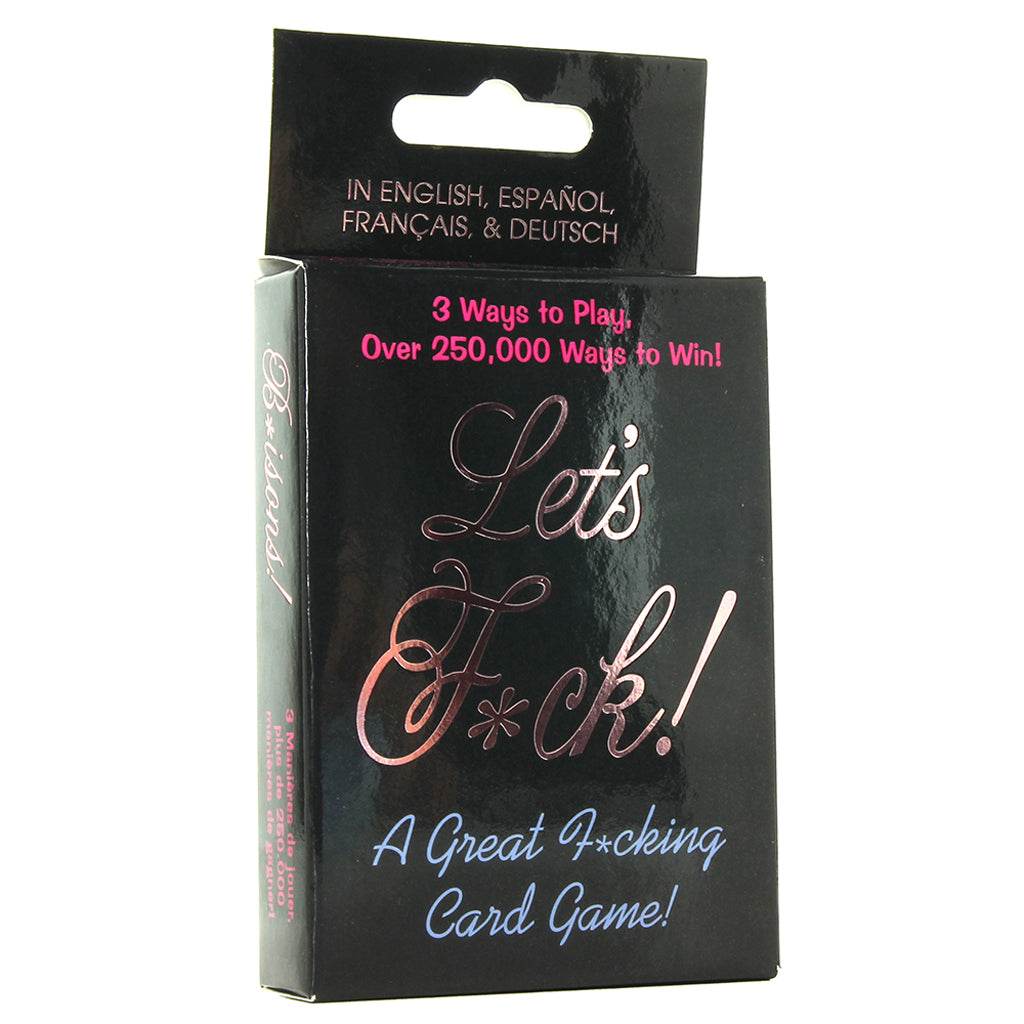 IN ENGLISH, ESPAÑOL,
FRANÇAIS, & DEUTSCH
3 Ways to Play,
Over 250,000 Ways to Win!
Let's
F*ck!
A Great F*cking
Card Game!
B*isons!
3 Manières de jouer,
plus de 250.000
manières de gagner!